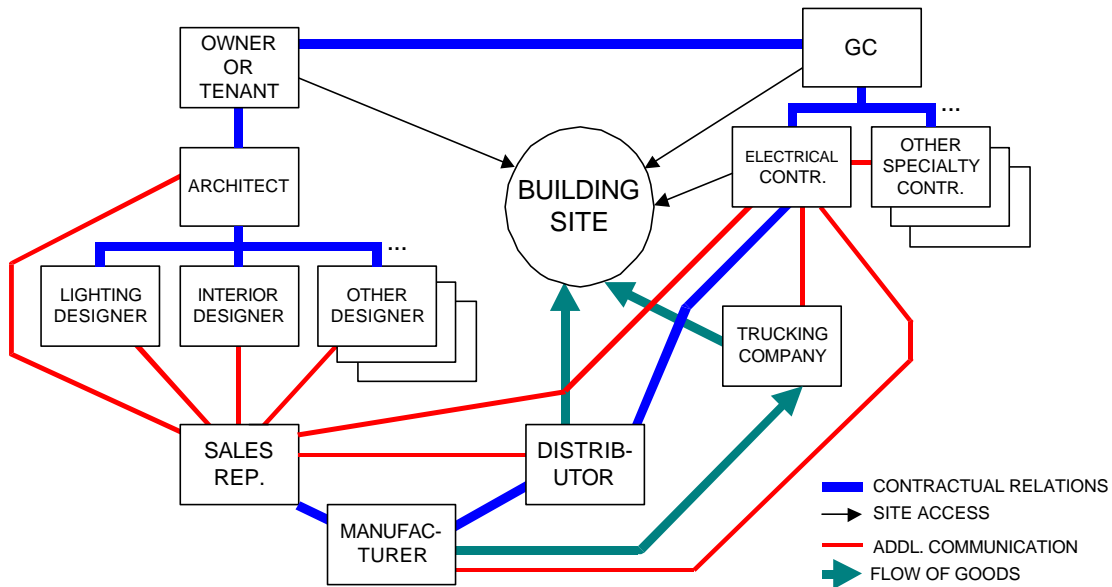 OWNER
OR
TENANT
GC
...
ARCHITECT
BUILDING
SITE
ELECTRICAL
CONTR.
OTHER
SPECIALTY
CONTR.
...
LIGHTING
DESIGNER
INTERIOR
DESIGNER
OTHER
DESIGNER
TRUCKING
COMPANY
SALES
REP.
DISTRIB-
UTOR
MANUFAC-
TURER
CONTRACTUAL RELATIONS
SITE ACCESS
ADDL. COMMUNICATION
FLOW OF GOODS